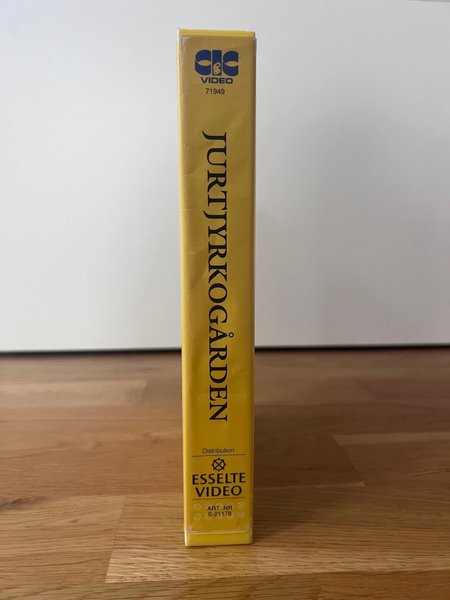 CIC
VIDEO
71949
JURTJYRKOGÅRDEN
Distribution
ESSELTE
VIDEO
ART. NR
S-21178